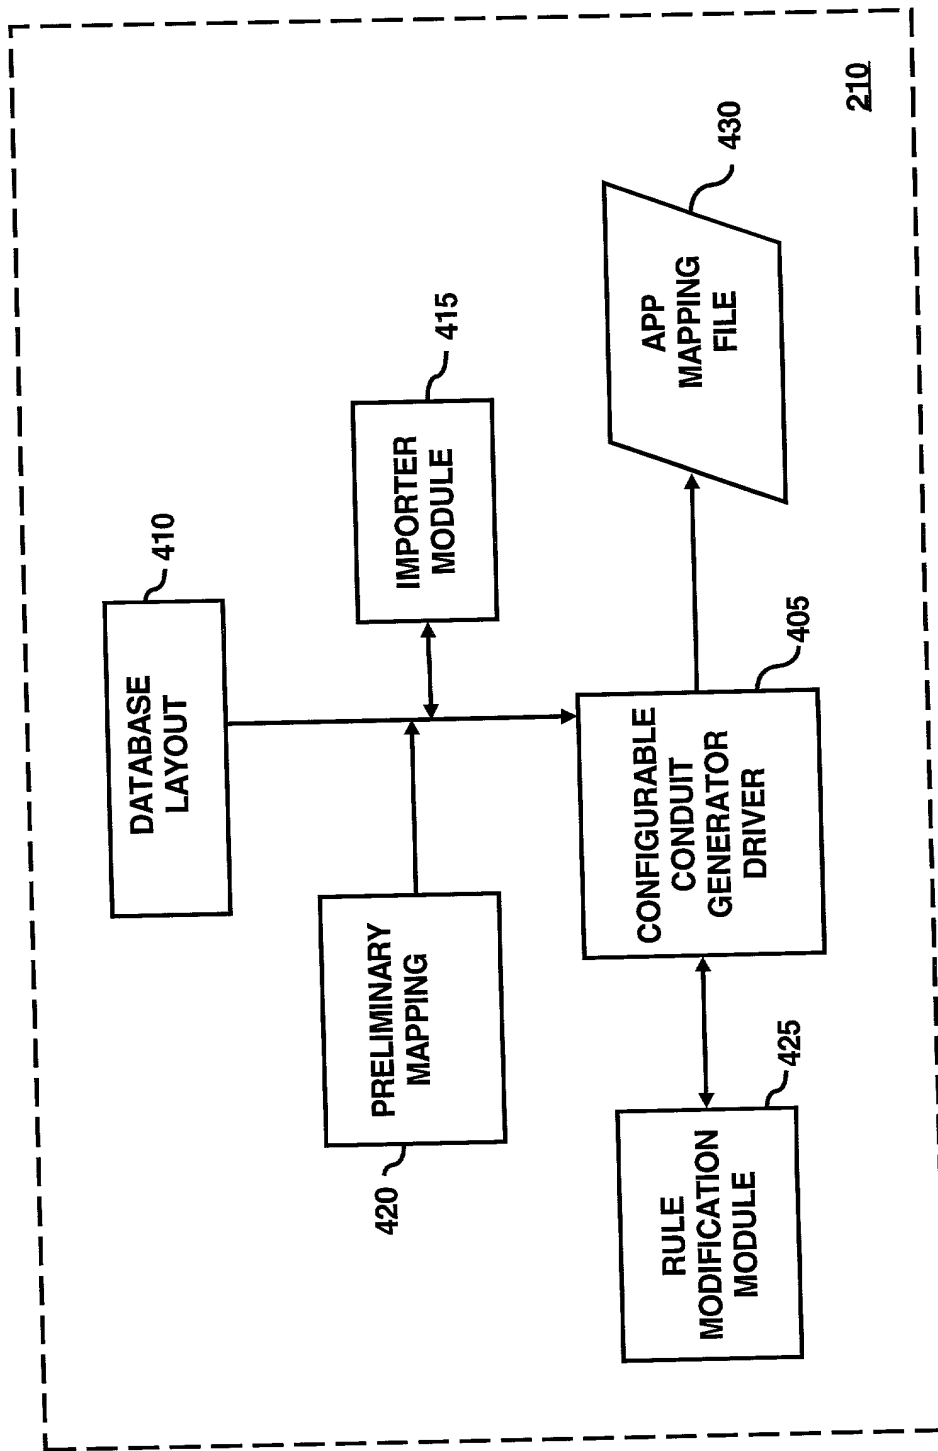 210
DATABASE
LAYOUT
410
PRELIMINARY
MAPPING
420
IMPORTER
MODULE
415
RULE
MODIFICATION
MODULE
425
CONFIGURABLE
CONDUIT
GENERATOR
DRIVER
405
APP
MAPPING
FILE
430